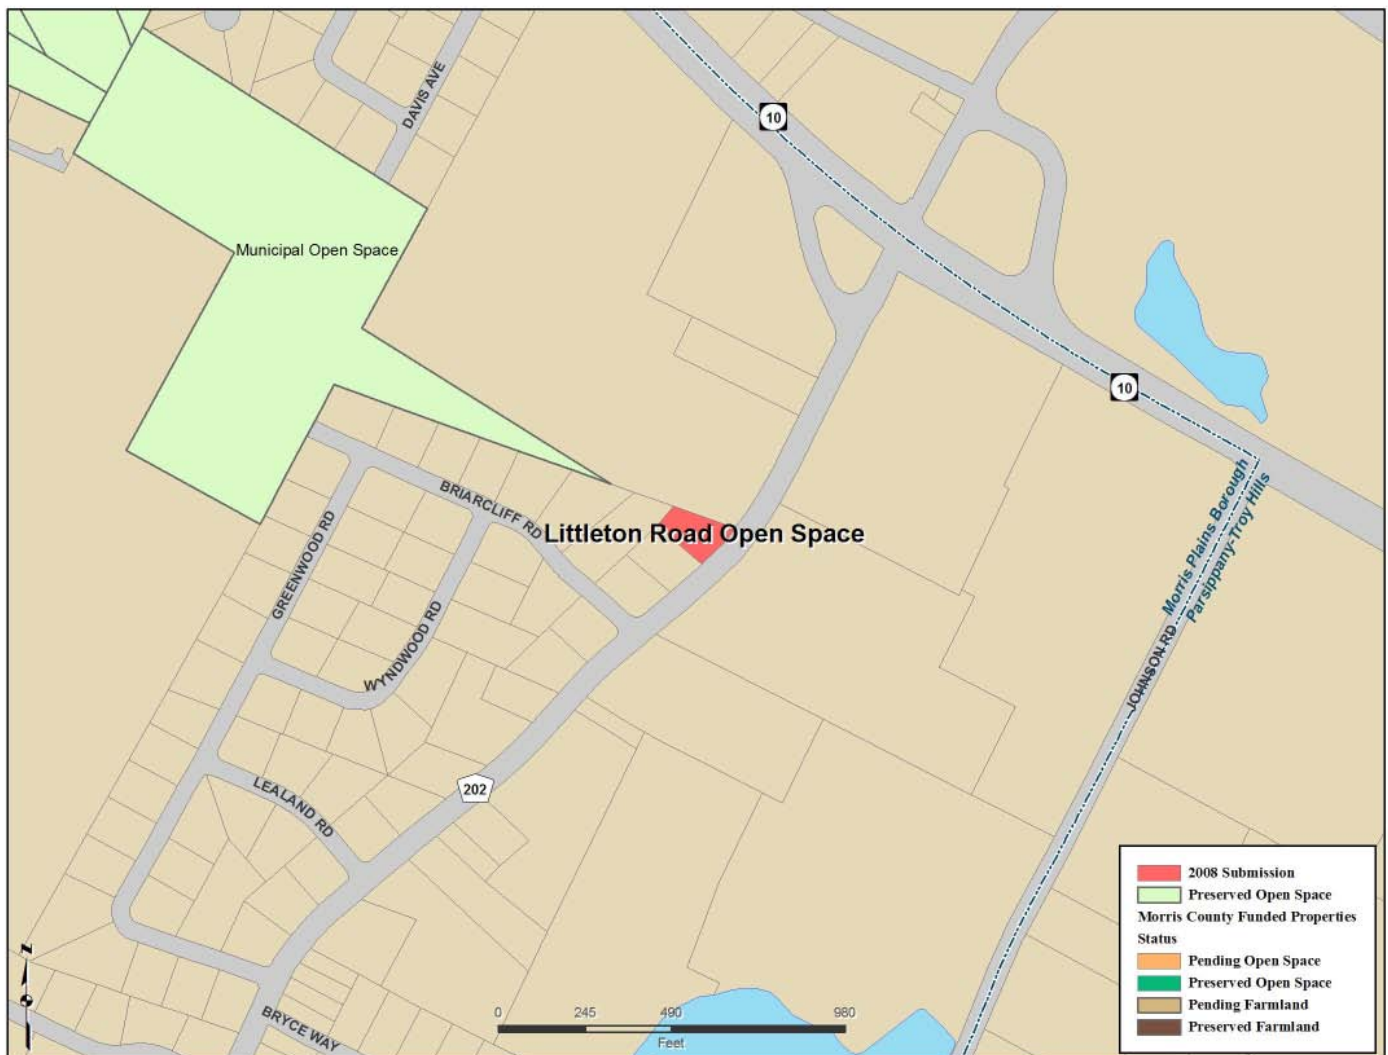 DAVIS AVE
10
Municipal Open Space
10
BRIARCLIFF RD
Littleton Road Open Space
GREENWOOD RD
WYNDWOOD RD
Morris Plains Borough
Parsippany-Troy Hills
JOHNSON RD
202
LEALAND RD
BRYCE WAY
N
0 245 490 980
Feet
2008 Submission
Preserved Open Space
Morris County Funded Properties
Status
Pending Open Space
Preserved Open Space
Pending Farmland
Preserved Farmland